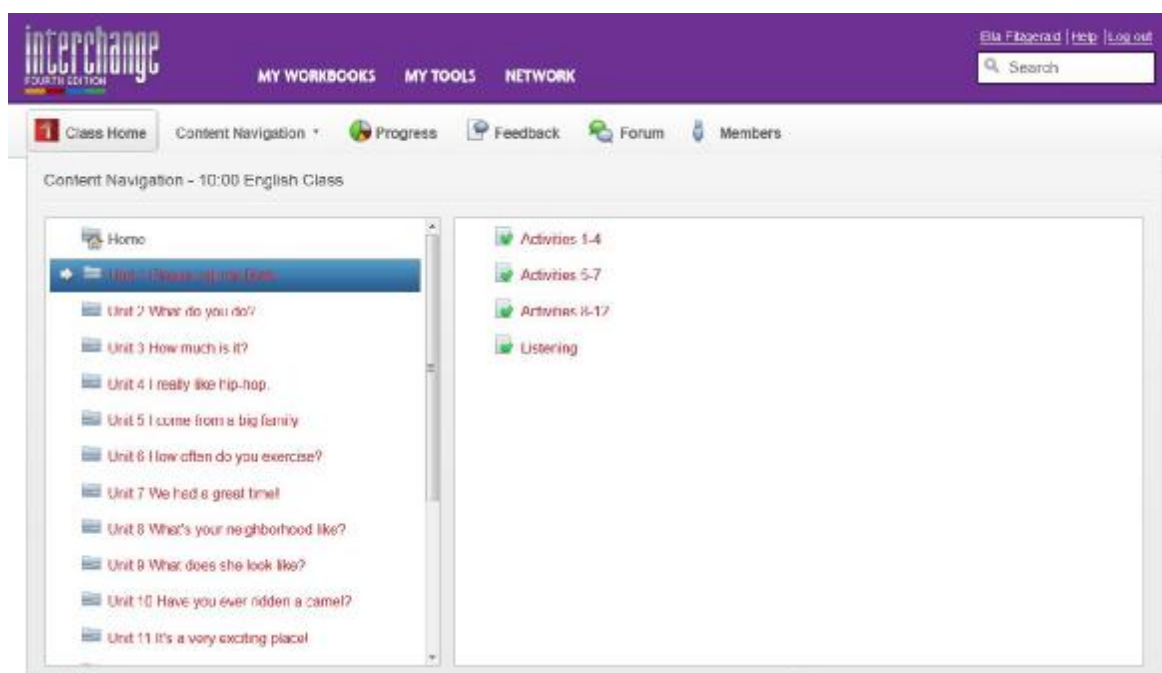 interchange
FOURTH EDITION
MY WORKBOOKS MY TOOLS NETWORK
Ella Fitzgerald | Help | Log out
Search
1 Class Home Content Navigation Progress Feedback Forum Members
Content Navigation - 10:00 English Class
Home
Unit 1
Unit 2 What do you do?
Unit 3 How much is it?
Unit 4 I really like hip-hop.
Unit 5 I come from a big family
Unit 6 How often do you exercise?
Unit 7 We had a great time!
Unit 8 What's your neighborhood like?
Unit 9 What does she look like?
Unit 10 Have you ever ridden a camel?
Unit 11 It's a very exciting place!
Activities 1-4
Activities 5-7
Activities 8-12
Listening